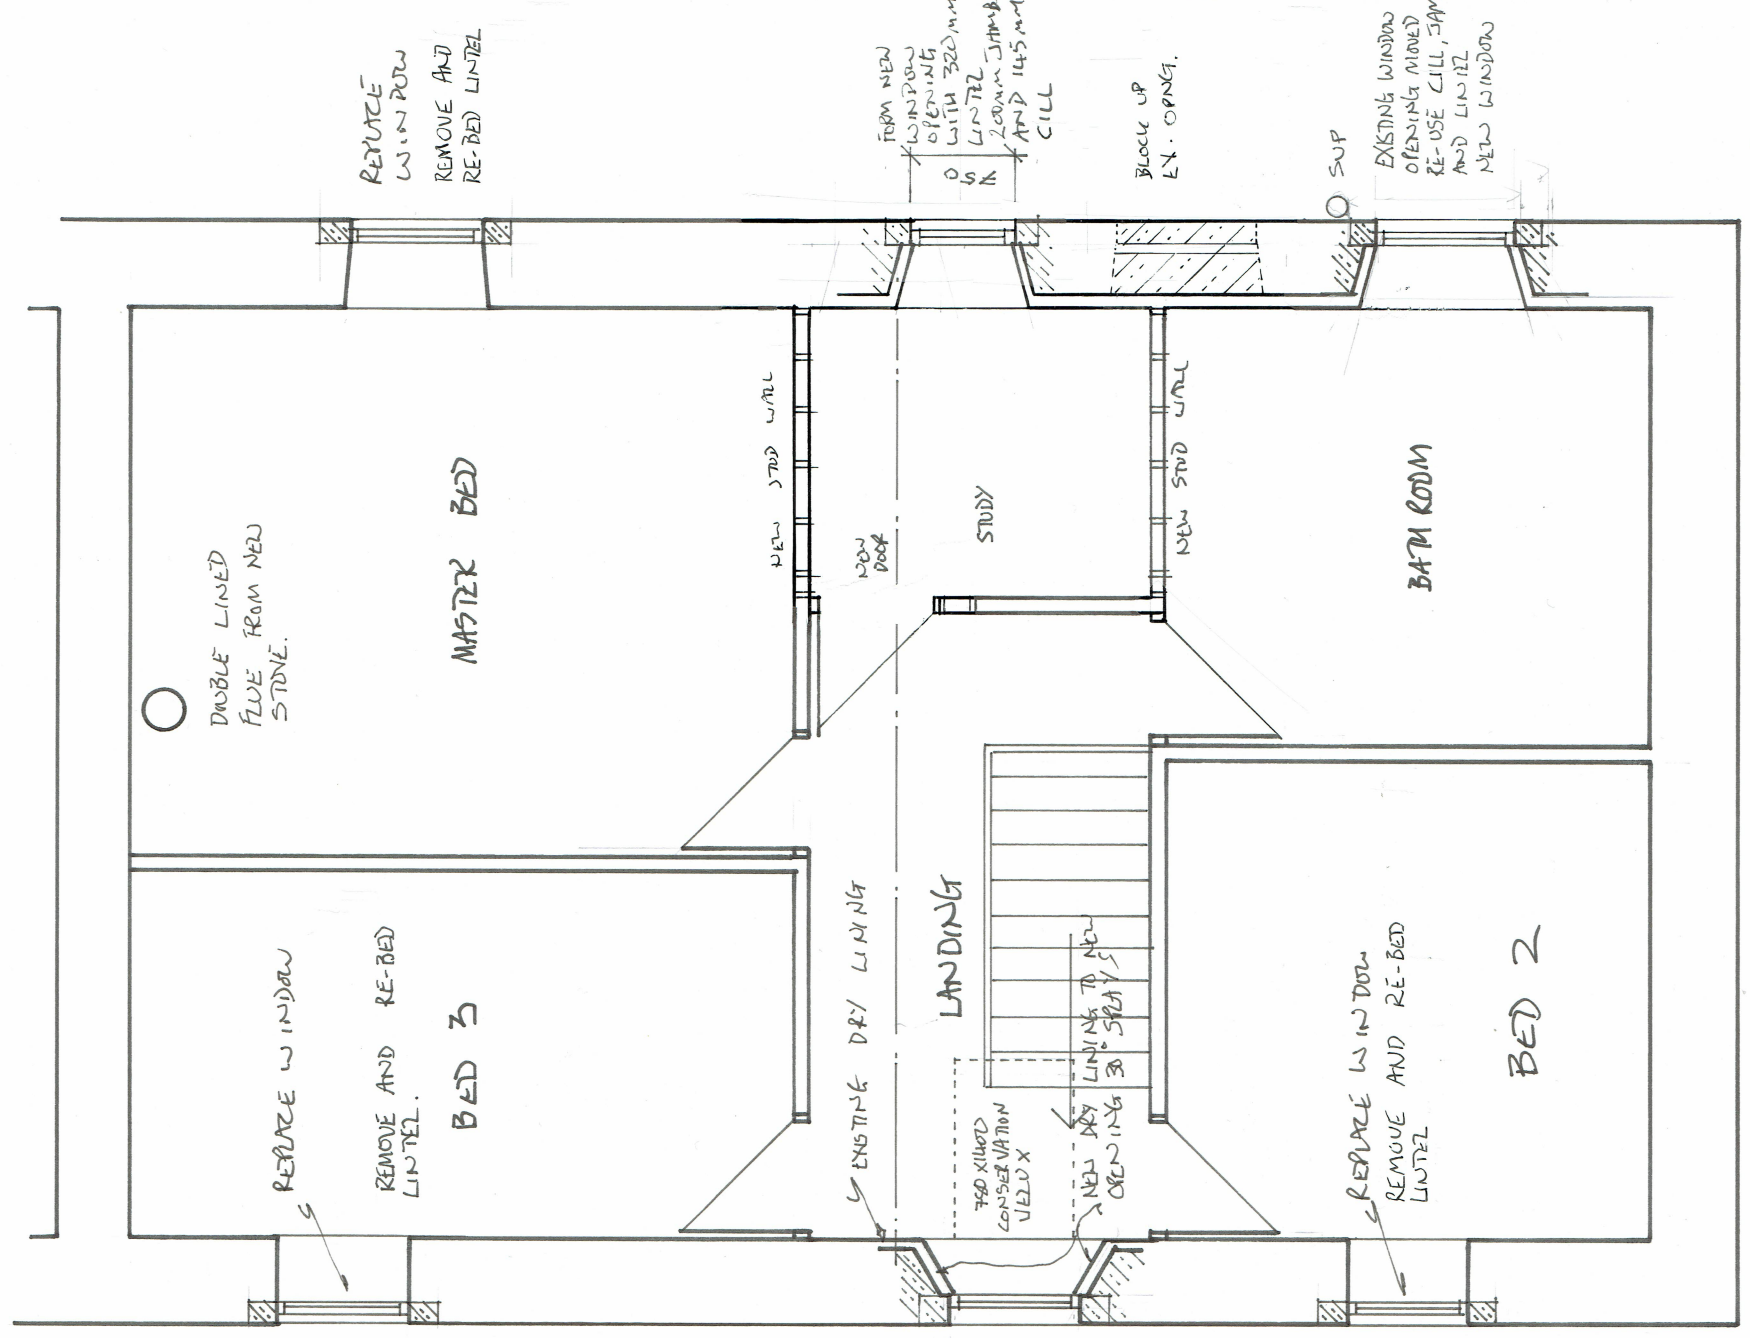 REPLACE
WINDOW
REMOVE AND
RE-BED LINTEL
FORM NEW
WINDOW
OPENING
WITH 320mm
LINTEL
200mm JAMB
AND 145mm
CILL
BLOCK UP
EX. OPNG.
SVP
EXISTING WINDOW
OPENING MOVED
RE-USE CILL, JAM
AND LINTEL
NEW WINDOW
DOUBLE LINED
FLUE FROM NEW
STOVE.
MASTER BED
NEW STUD WALL
NEW
DOOR
STUDY
NEW STUD WALL
BATHROOM
REPLACE WINDOW
REMOVE AND RE-BED
LINTEL.
BED 3
EXISTING DRY LINING
LANDING
780X1400
CONSERVATION
VELUX
NEW DRY LINING TO NEW
OPENING 30° SPLAYS
REPLACE WINDOW
REMOVE AND RE-BED
LINTEL
BED 2